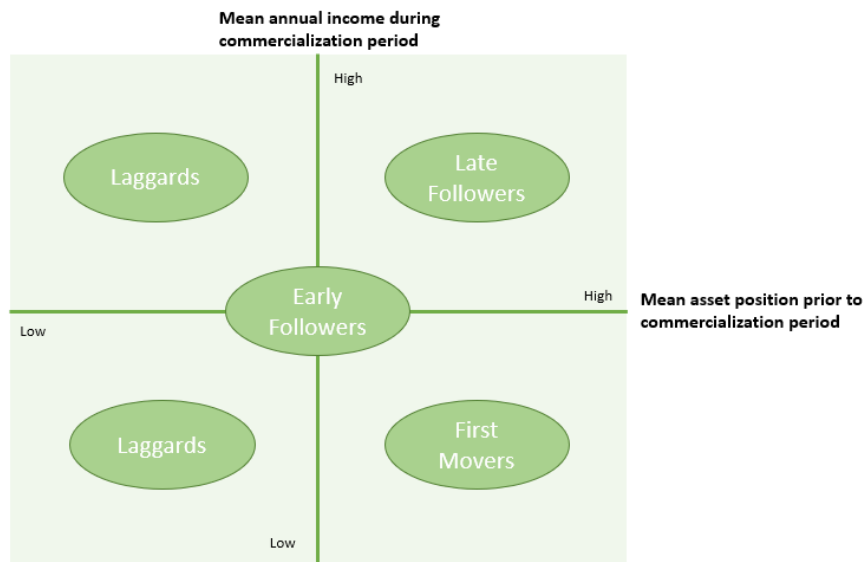 Mean annual income during
commercialization period
High
Laggards
Late
Followers
Early
Followers
High
Mean asset position prior to
commercialization period
Low
Laggards
First
Movers
Low